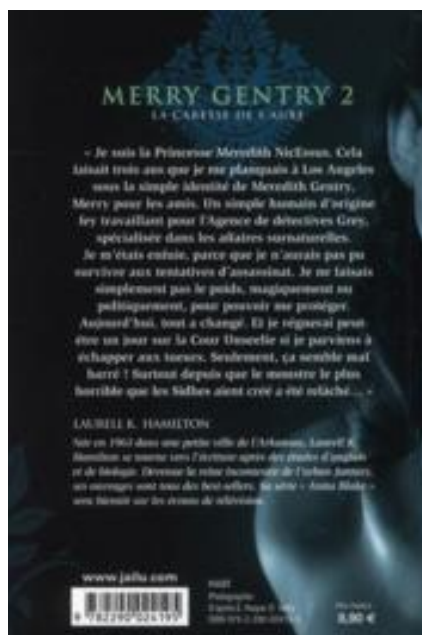 MERRY GENTRY 2
LA CARESSE DE L'AUBE
« Je suis la Princesse Meredith NicEssus. Cela
faisait trois ans que je me planquais à Los Angeles
sous la simple identité de Meredith Gentry,
Merry pour les amis. Un simple humain d'origine
fey travaillant pour l'Agence de détectives Grey,
spécialisée dans les affaires surnaturelles.
Je m'étais enfuie, parce que je n'aurais pas pu
survivre aux tentatives d'assassinat. Je ne faisais
simplement pas le poids, magiquement ou
politiquement, pour pouvoir me protéger.
Aujourd'hui, tout a changé. Et je régnerai peut
être un jour sur la Cour Unseelie si je parviens à
échapper aux tueurs. Seulement, ça semble mal
barré ! Surtout depuis que le monstre le plus
horrible que les Sidhes aient créé a été relâché... »
LAURELL K. HAMILTON
Née en 1963 dans une petite ville de l'Arkansas, Laurell K.
Hamilton se tourne vers l'écriture après des études d'anglais
et de biologie. Devenue la reine incontestée de l'urban fantasy,
ses ouvrages sont tous des best-sellers. Sa série « Anita Blake »
sera bientôt sur les écrans de télévision.
www.jailu.com
9 782290 024195
8,90 €